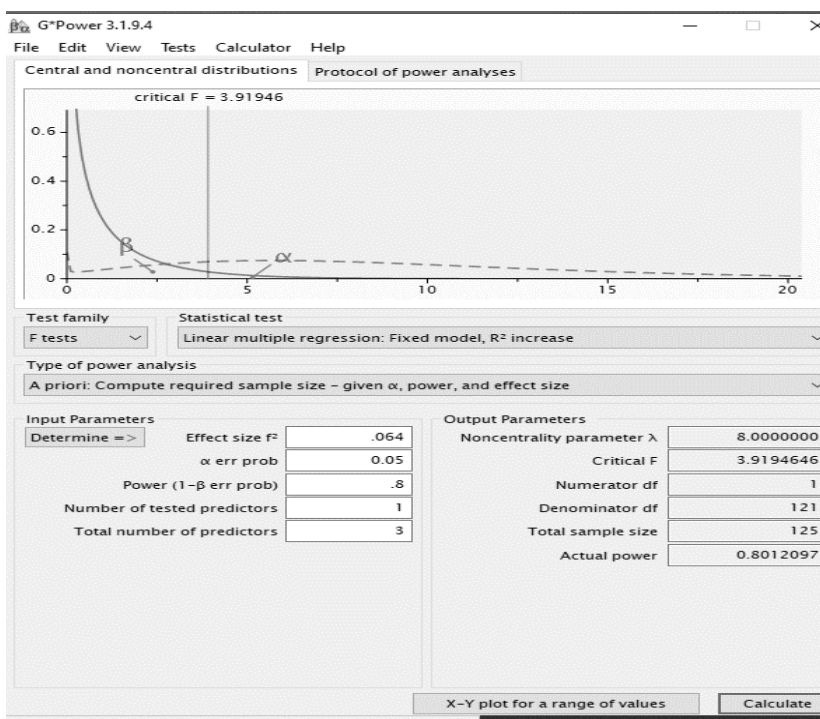 G*Power 3.1.9.4
File Edit View Tests Calculator Help
Central and noncentral distributions Protocol of power analyses
critical F = 3.91946
0.6
0.4
0.2
0
β
α
0 5 10 15 20
Test family Statistical test
F tests Linear multiple regression: Fixed model, R² increase
Type of power analysis
A priori: Compute required sample size – given α, power, and effect size
Input Parameters
Determine => Effect size f² .064
α err prob 0.05
Power (1-β err prob) .8
Number of tested predictors 1
Total number of predictors 3
Output Parameters
Noncentrality parameter λ 8.0000000
Critical F 3.9194646
Numerator df 1
Denominator df 121
Total sample size 125
Actual power 0.8012097
X-Y plot for a range of values Calculate